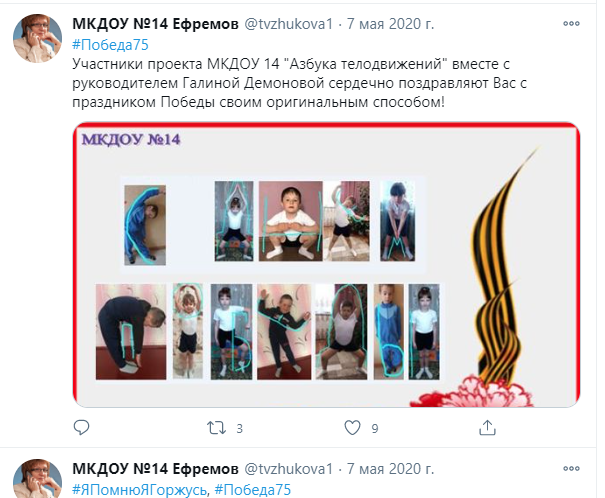 МКДОУ №14 Ефремов @tvzhukova1 · 7 мая 2020 г.
#Победа75
Участники проекта МКДОУ 14 "Азбука телодвижений" вместе с
руководителем Галиной Демоновой сердечно поздравляют Вас с
праздником Победы своим оригинальным способом!
МКДОУ №14
3
9
МКДОУ №14 Ефремов @tvzhukova1 · 7 мая 2020 г.
#ЯПомнюЯГоржусь, #Победа75